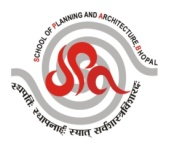 SCHOOL OF PLANNING AND ARCHITECTURE, BHOPAL
स्थपतिः स्थापनार्हः स्यात् सर्वशास्त्रविशारदः